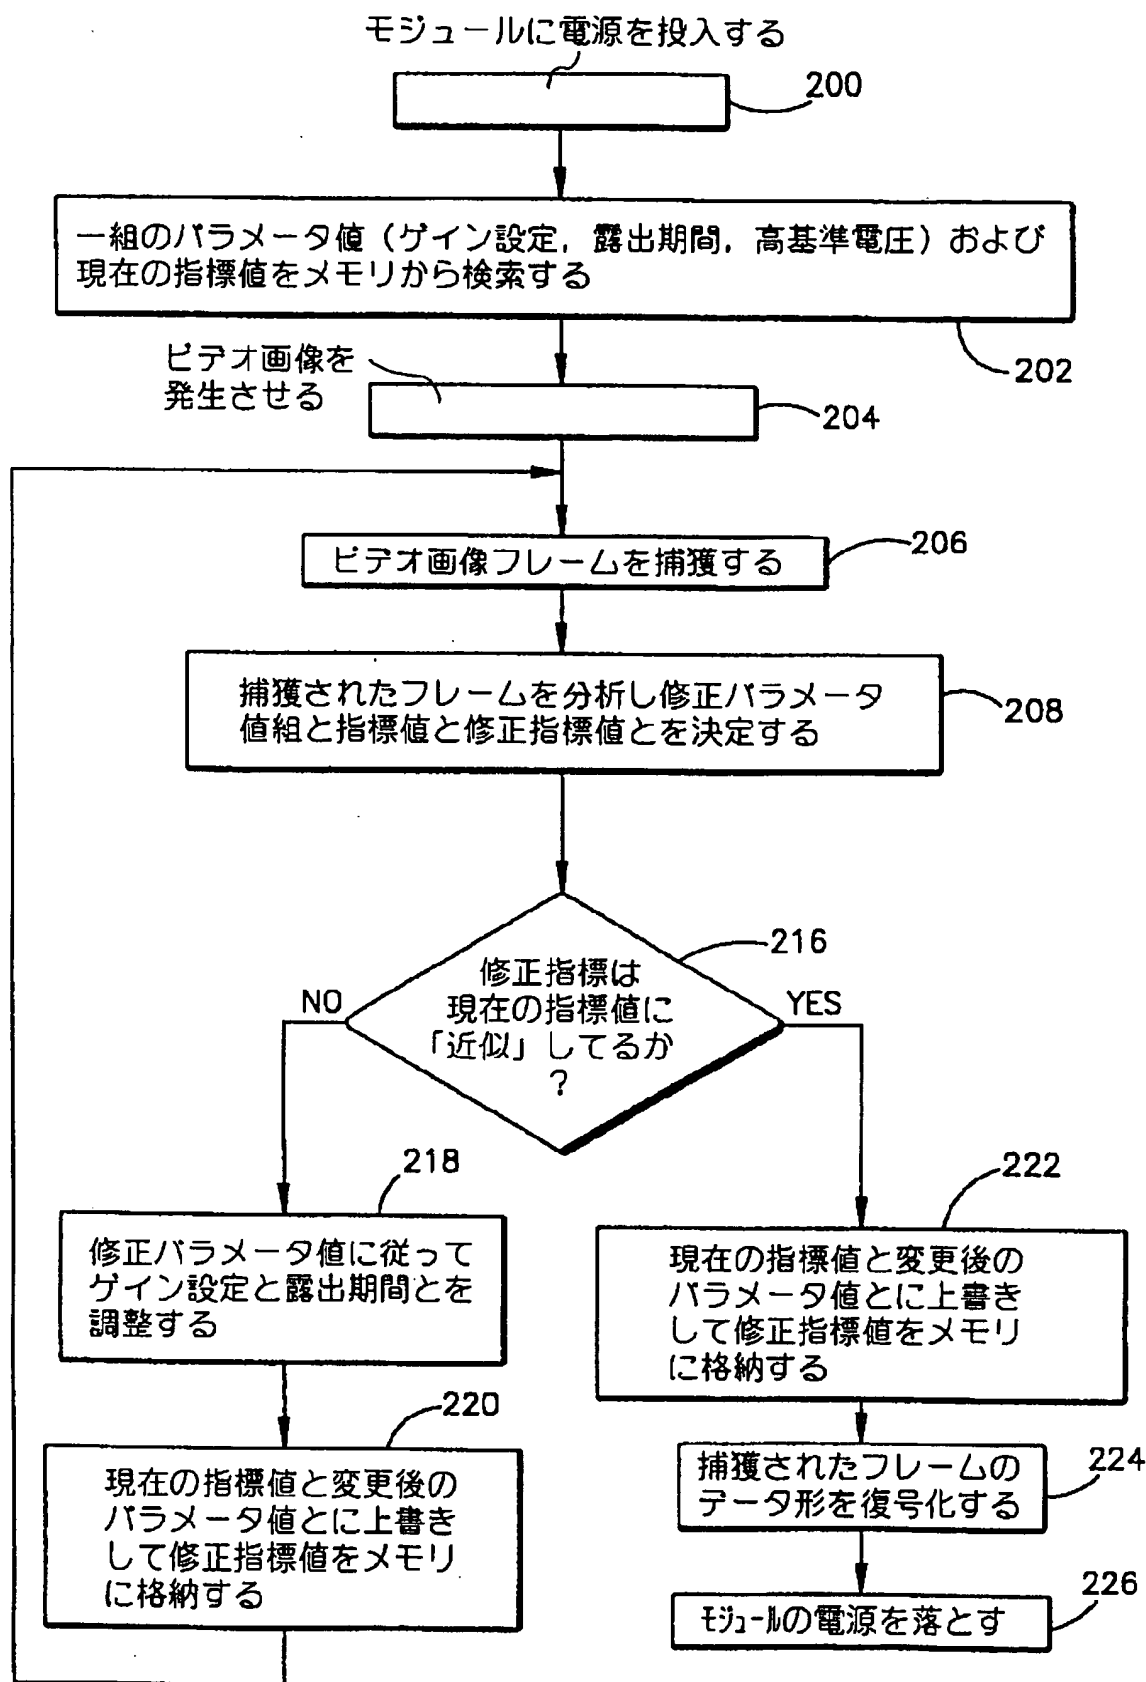 モジュールに電源を投入する
200
一組のパラメータ値（ゲイン設定，露出期間，高基準電圧）および
現在の指標値をメモリから検索する
202
ビデオ画像を
発生させる
204
ビデオ画像フレームを捕獲する
206
捕獲されたフレームを分析し修正パラメータ
値組と指標値と修正指標値とを決定する
208
修正指標は
現在の指標値に
「近似」してるか
?
216
NO
YES
218
修正パラメータ値に従って
ゲイン設定と露出期間とを
調整する
222
現在の指標値と変更後の
パラメータ値とに上書き
して修正指標値をメモリ
に格納する
220
現在の指標値と変更後の
パラメータ値とに上書き
して修正指標値をメモリ
に格納する
捕獲されたフレームの
データ形を復号化する
224
モジュールの電源を落とす
226